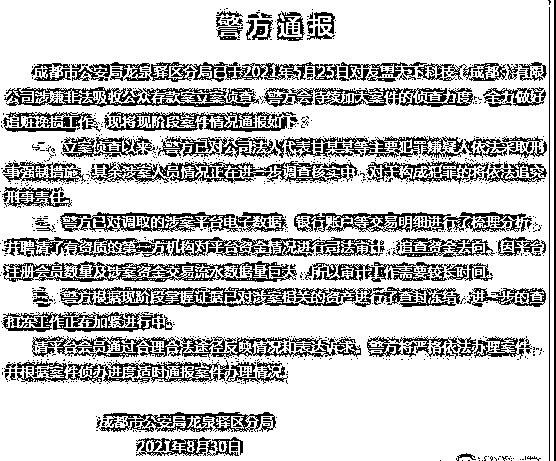 警方通报
成都市公安局龙泉驿区分局已于2021年5月25日对友盟天下科技(成都)有限
公司涉嫌非法吸收公众存款案立案侦查。警方会持续加大案件的侦查力度,全力做好
追赃挽损工作。现将现阶段案件情况通报如下:
一、立案侦查以来,警方已对公司法人代表目某某等主要犯罪嫌疑人依法采取刑
事强制措施。其余涉案人员情况正在进一步调查核实中,对于构成犯罪的将依法追究
刑事责任。
二、警方已对调取的涉案平台电子数据、银行账户等交易明细进行了梳理分析,
并聘请了有资质的第三方机构对平台资金情况进行司法审计,追查资金去向。因平台
注册会员数量及涉案资金交易流水数据量巨大,所以审计工作需要较长时间。
三、警方根据现阶段掌握证据已对涉案相关的资产进行了查封冻结,进一步的查
扣冻工作正在加紧进行中。
请平台会员通过合理合法途径反映情况和表达诉求。警方将严格依法办理案件,
并根据案件侦办进度适时通报案件办理情况。
成都市公安局龙泉驿区分局
2021年8月30日